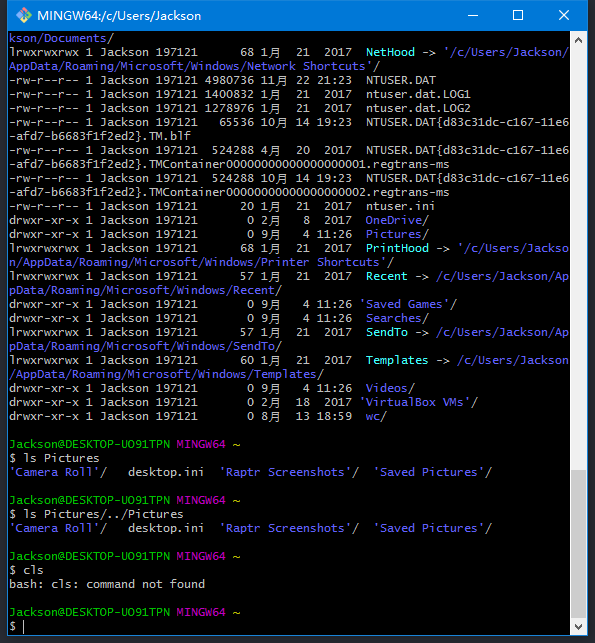 MINGW64:/c/Users/Jackson
kson/Documents/
lrwxrwxrwx 1 Jackson 197121 68 1月 21 2017 NetHood -> '/c/Users/Jackson/
AppData/Roaming/Microsoft/Windows/Network Shortcuts'/
-rw-r--r-- 1 Jackson 197121 4980736 11月 22 21:23 NTUSER.DAT
-rw-r--r-- 1 Jackson 197121 1400832 1月 21 2017 ntuser.dat.LOG1
-rw-r--r-- 1 Jackson 197121 1278976 1月 21 2017 ntuser.dat.LOG2
-rw-r--r-- 1 Jackson 197121 65536 10月 14 19:23 NTUSER.DAT{d83c31dc-c167-11e6
-afd7-b6683f1f2ed2}.TM.blf
-rw-r--r-- 1 Jackson 197121 524288 4月 20 2017 NTUSER.DAT{d83c31dc-c167-11e6
-afd7-b6683f1f2ed2}.TMContainer00000000000000000001.regtrans-ms
-rw-r--r-- 1 Jackson 197121 524288 10月 14 19:23 NTUSER.DAT{d83c31dc-c167-11e6
-afd7-b6683f1f2ed2}.TMContainer00000000000000000002.regtrans-ms
-rw-r--r-- 1 Jackson 197121 20 1月 21 2017 ntuser.ini
drwxr-xr-x 1 Jackson 197121 0 2月 8 2017 OneDrive/
drwxr-xr-x 1 Jackson 197121 0 9月 4 11:26 Pictures/
lrwxrwxrwx 1 Jackson 197121 68 1月 21 2017 PrintHood -> '/c/Users/Jackso
n/AppData/Roaming/Microsoft/Windows/Printer Shortcuts'/
lrwxrwxrwx 1 Jackson 197121 57 1月 21 2017 Recent -> /c/Users/Jackson/Ap
pData/Roaming/Microsoft/Windows/Recent/
drwxr-xr-x 1 Jackson 197121 0 9月 4 11:26 'Saved Games'/
drwxr-xr-x 1 Jackson 197121 0 9月 4 11:26 Searches/
lrwxrwxrwx 1 Jackson 197121 57 1月 21 2017 SendTo -> /c/Users/Jackson/Ap
pData/Roaming/Microsoft/Windows/SendTo/
lrwxrwxrwx 1 Jackson 197121 60 1月 21 2017 Templates -> /c/Users/Jackson
/AppData/Roaming/Microsoft/Windows/Templates/
drwxr-xr-x 1 Jackson 197121 0 9月 4 11:26 Videos/
drwxr-xr-x 1 Jackson 197121 0 2月 18 2017 'VirtualBox VMs'/
drwxr-xr-x 1 Jackson 197121 0 8月 13 18:59 wc/
Jackson@DESKTOP-UO91TPN MINGW64 ~
$ ls Pictures
'Camera Roll'/ desktop.ini 'Raptr Screenshots'/ 'Saved Pictures'/
Jackson@DESKTOP-UO91TPN MINGW64 ~
$ ls Pictures/../Pictures
'Camera Roll'/ desktop.ini 'Raptr Screenshots'/ 'Saved Pictures'/
Jackson@DESKTOP-UO91TPN MINGW64 ~
$ cls
bash: cls: command not found
Jackson@DESKTOP-UO91TPN MINGW64 ~
$